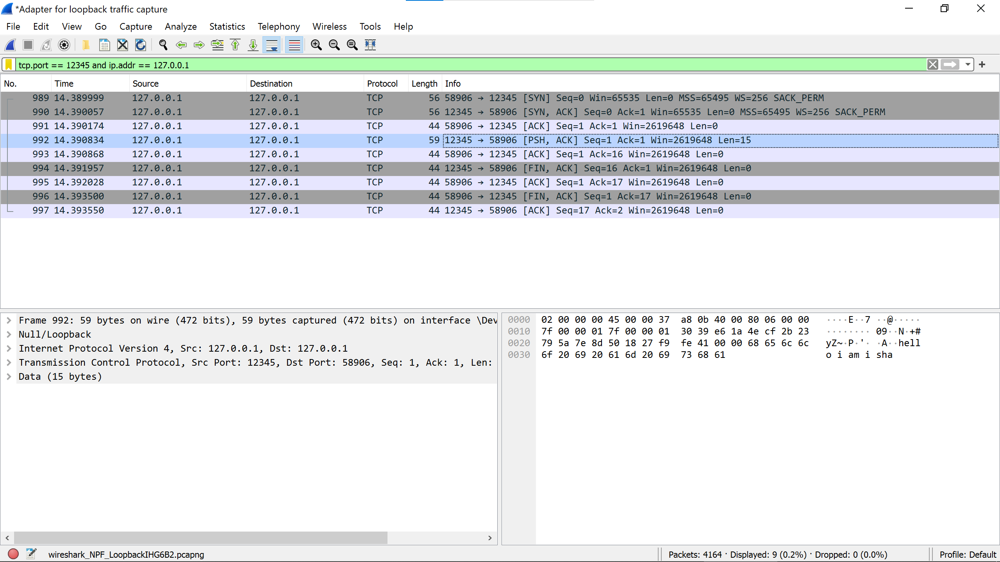 *Adapter for loopback traffic capture
File Edit View Go Capture Analyze Statistics Telephony Wireless Tools Help
tcp.port == 12345 and ip.addr == 127.0.0.1
No. Time Source Destination Protocol Length Info
989 14.389999 127.0.0.1 127.0.0.1 TCP 56 58906 → 12345 [SYN] Seq=0 Win=65535 Len=0 MSS=65495 WS=256 SACK_PERM
990 14.390057 127.0.0.1 127.0.0.1 TCP 56 12345 → 58906 [SYN, ACK] Seq=0 Ack=1 Win=65535 Len=0 MSS=65495 WS=256 SACK_PERM
991 14.390174 127.0.0.1 127.0.0.1 TCP 44 58906 → 12345 [ACK] Seq=1 Ack=1 Win=2619648 Len=0
992 14.390834 127.0.0.1 127.0.0.1 TCP 59 12345 → 58906 [PSH, ACK] Seq=1 Ack=1 Win=2619648 Len=15
993 14.390868 127.0.0.1 127.0.0.1 TCP 44 58906 → 12345 [ACK] Seq=1 Ack=16 Win=2619648 Len=0
994 14.391957 127.0.0.1 127.0.0.1 TCP 44 12345 → 58906 [FIN, ACK] Seq=16 Ack=1 Win=2619648 Len=0
995 14.392028 127.0.0.1 127.0.0.1 TCP 44 58906 → 12345 [ACK] Seq=1 Ack=17 Win=2619648 Len=0
996 14.393500 127.0.0.1 127.0.0.1 TCP 44 58906 → 12345 [FIN, ACK] Seq=1 Ack=17 Win=2619648 Len=0
997 14.393550 127.0.0.1 127.0.0.1 TCP 44 12345 → 58906 [ACK] Seq=17 Ack=2 Win=2619648 Len=0
Frame 992: 59 bytes on wire (472 bits), 59 bytes captured (472 bits) on interface \Dev
Null/Loopback
Internet Protocol Version 4, Src: 127.0.0.1, Dst: 127.0.0.1
Transmission Control Protocol, Src Port: 12345, Dst Port: 58906, Seq: 1, Ack: 1, Len:
Data (15 bytes)
0000 02 00 00 00 45 00 00 37 a8 0b 40 00 80 06 00 00 ····E··7 ··@·····
0010 7f 00 00 01 7f 00 00 01 30 39 e6 1a 4e cf 2b 23 ········ 09··N·+#
0020 79 5a 7e 8d 50 18 27 f9 fe 41 00 00 68 65 6c 6c yZ~·P·'· ·A··hell
0030 6f 20 69 20 61 6d 20 69 73 68 61 o i am i sha
wireshark_NPF_LoopbackIHG6B2.pcapng
Packets: 4164 · Displayed: 9 (0.2%) · Dropped: 0 (0.0%)
Profile: Default